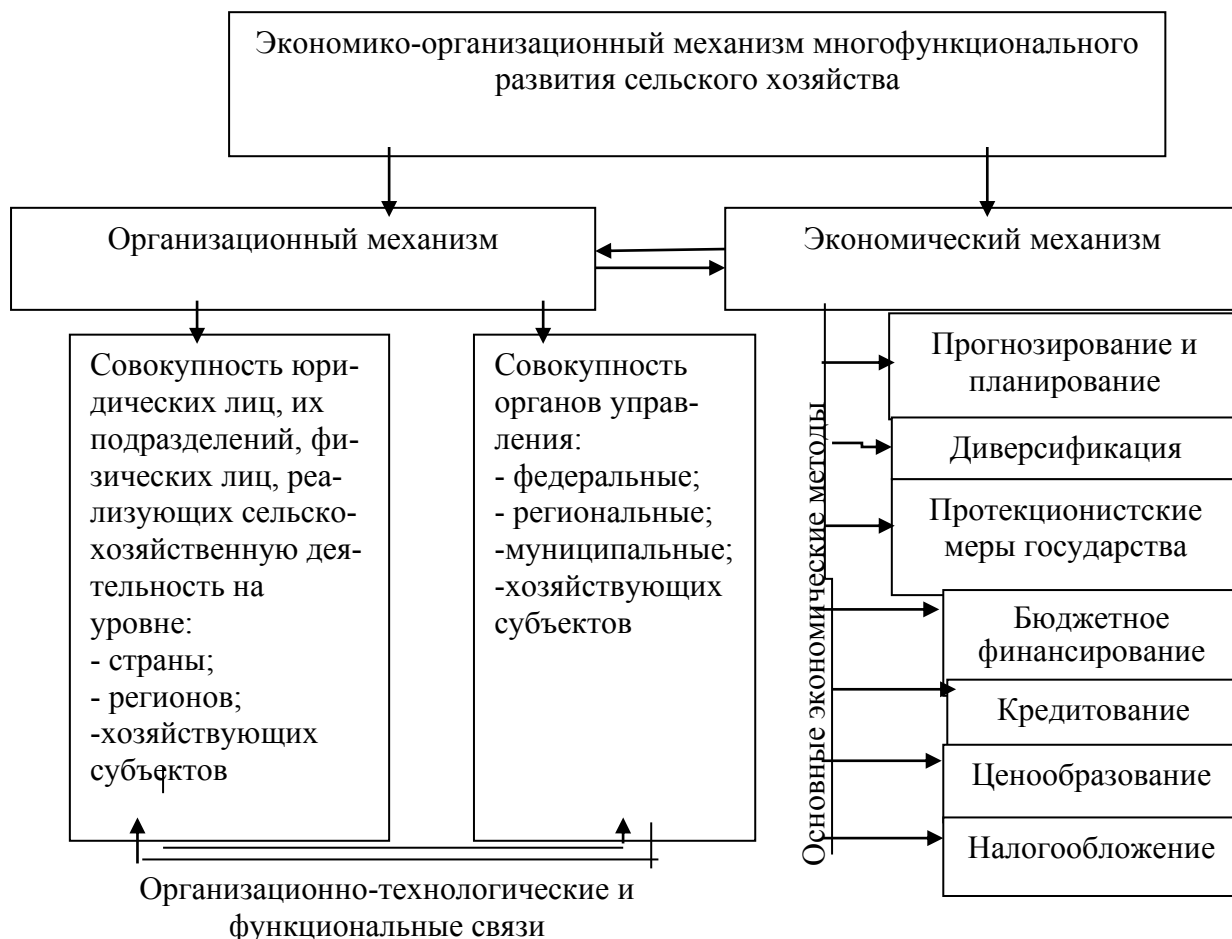 Экономико-организационный механизм многофункционального
развития сельского хозяйства
Организационный механизм
Экономический механизм
Совокупность юри-
дических лиц, их
подразделений, фи-
зических лиц, реа-
лизующих сельско-
хозяйственную дея-
тельность на
уровне:
- страны;
- регионов;
-хозяйствующих
субъектов
Совокупность
органов управ-
ления:
- федеральные;
- региональные;
-муниципальные;
-хозяйствующих
субъектов
Основные экономические методы
Прогнозирование и
планирование
Диверсификация
Протекционистские
меры государства
Бюджетное
финансирование
Кредитование
Ценообразование
Налогообложение
Организационно-технологические и
функциональные связи